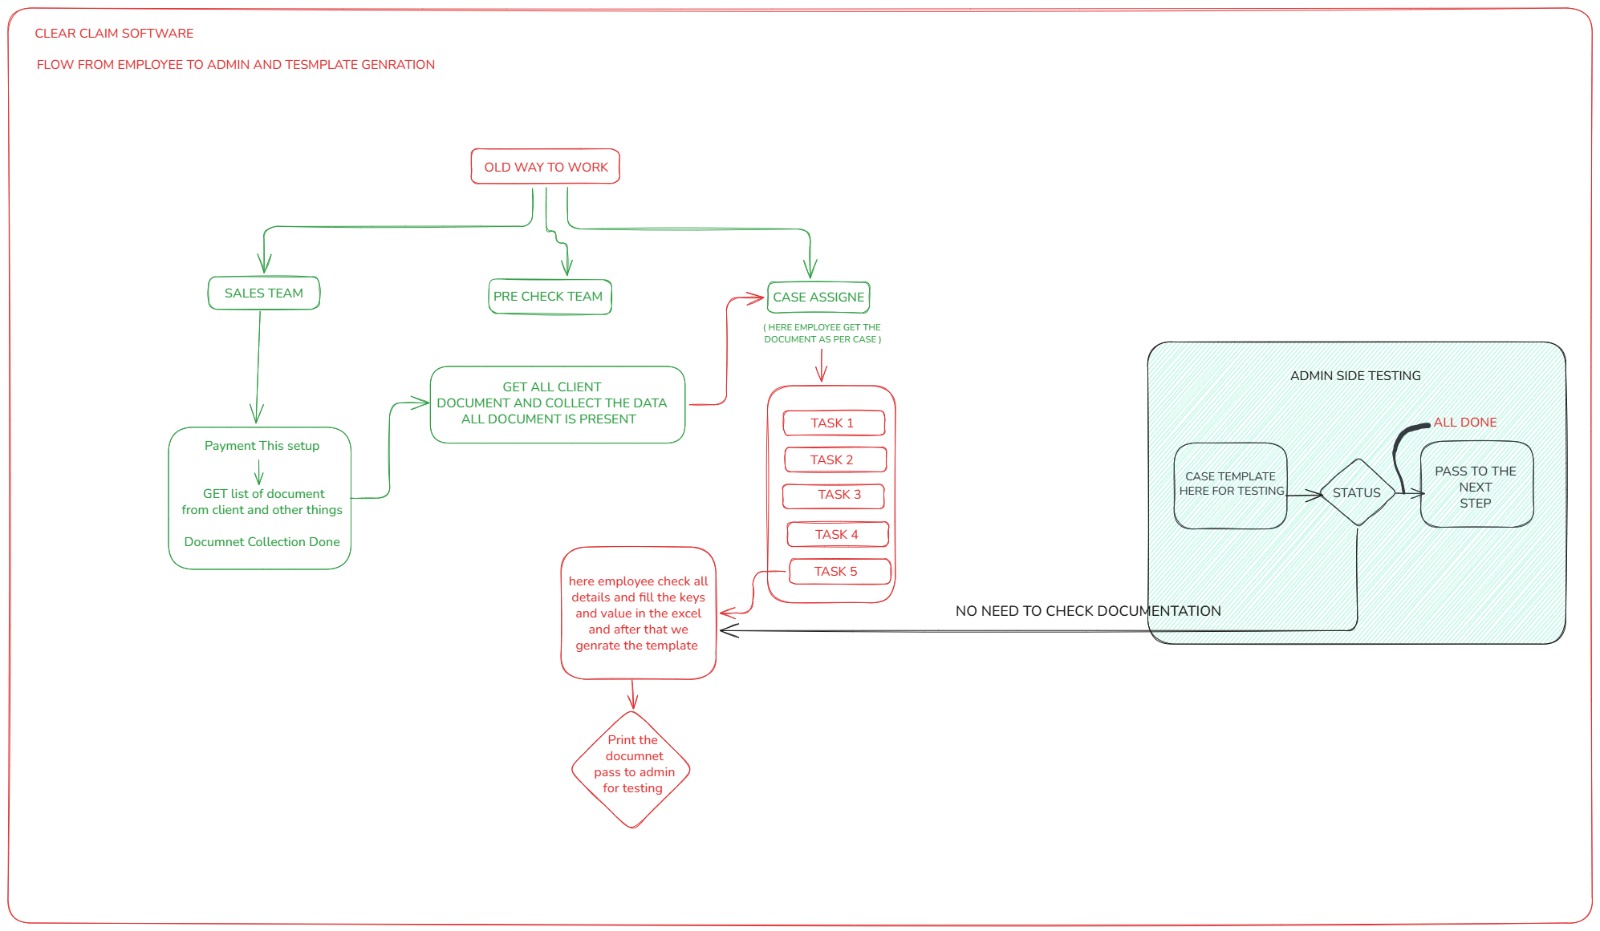 CLEAR CLAIM SOFTWARE
FLOW FROM EMPLOYEE TO ADMIN AND TESMPLATE GENRATION
OLD WAY TO WORK
SALES TEAM
PRE CHECK TEAM
CASE ASSIGNE
( HERE EMPLOYEE GET THE
DOCUMENT AS PER CASE )
GET ALL CLIENT
DOCUMENT AND COLLECT THE DATA
ALL DOCUMENT IS PRESENT
Payment This setup
GET list of document
from client and other things
Documnet Collection Done
TASK 1
TASK 2
TASK 3
TASK 4
TASK 5
here employee check all
details and fill the keys
and value in the excel
and after that we
genrate the template
Print the
documnet
pass to admin
for testing
ADMIN SIDE TESTING
ALL DONE
CASE TEMPLATE
HERE FOR TESTING
STATUS
PASS TO THE
NEXT
STEP
NO NEED TO CHECK DOCUMENTATION